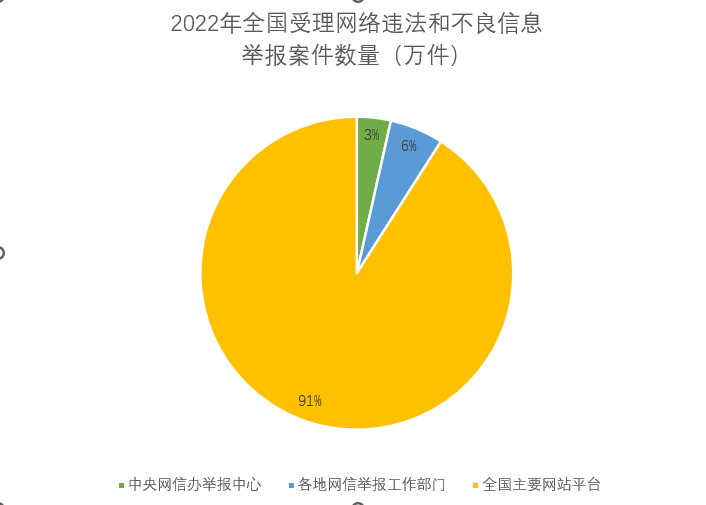 2022年全国受理网络违法和不良信息
举报案件数量（万件）
3%
6%
91%
中央网信办举报中心 各地网信举报工作部门 全国主要网站平台